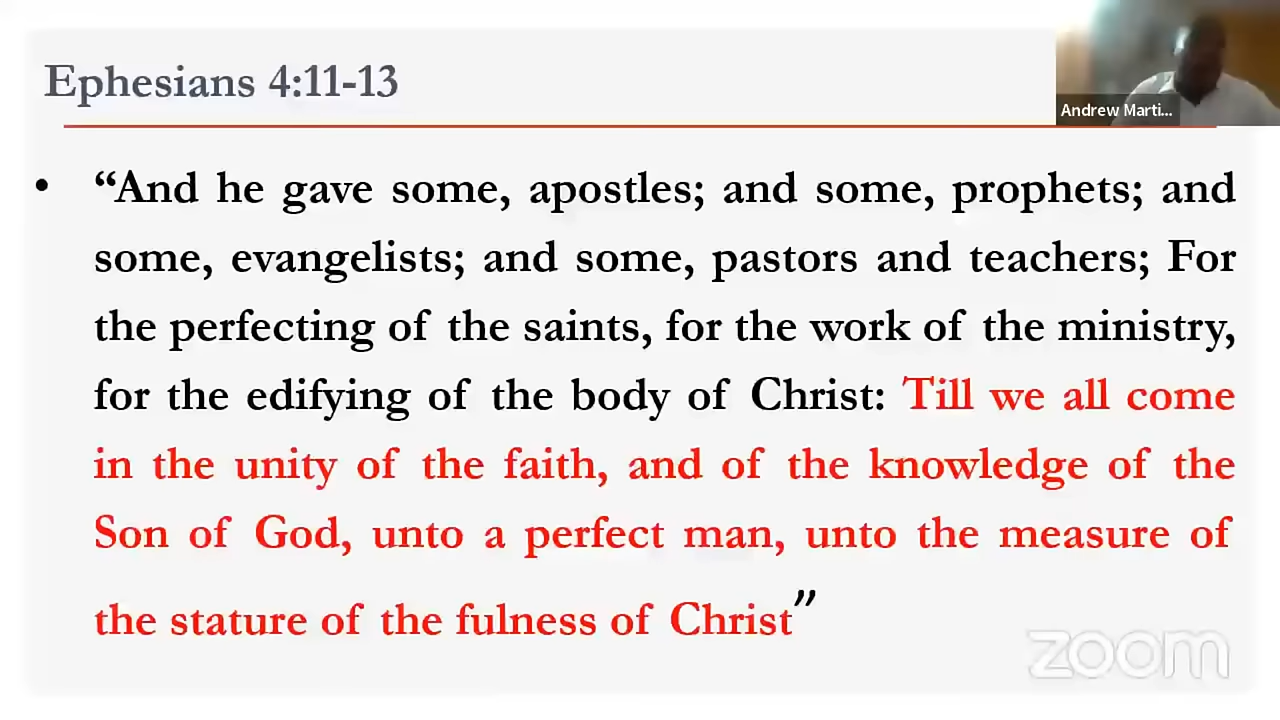 Ephesians 4:11-13
Andrew Marti...
• “And he gave some, apostles; and some, prophets; and
some, evangelists; and some, pastors and teachers; For
the perfecting of the saints, for the work of the ministry,
for the edifying of the body of Christ: Till we all come
in the unity of the faith, and of the knowledge of the
Son of God, unto a perfect man, unto the measure of
the stature of the fulness of Christ”
zoom